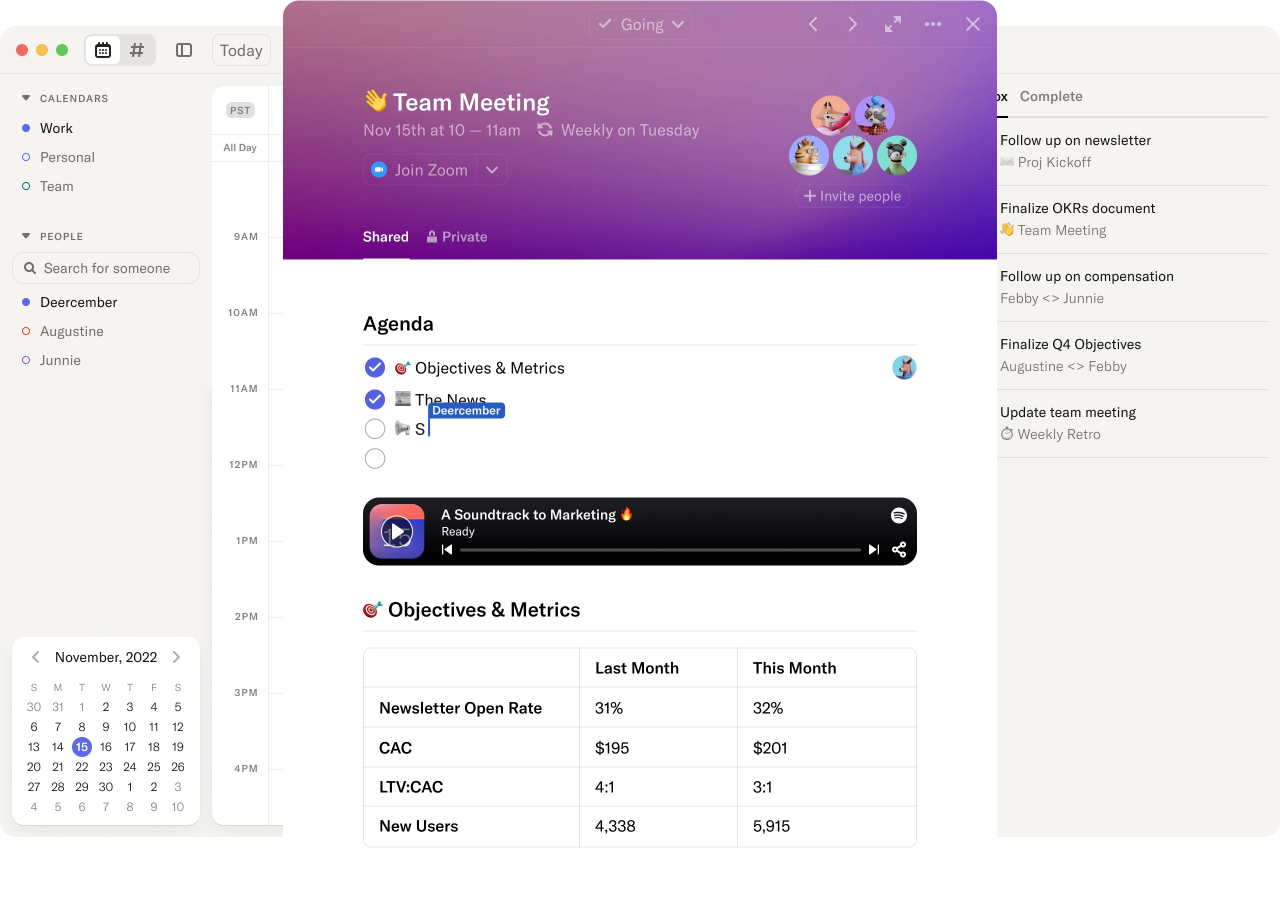 Today
CALENDARS
Work
Personal
Team
PEOPLE
Search for someone
Deercember
Augustine
Junnie
November, 2022
S M T W T F S
30 31 1 2 3 4 5
6 7 8 9 10 11 12
13 14 15 16 17 18 19
20 21 22 23 24 25 26
27 28 29 30 1 2 3
4 5 6 7 8 9 10
PST
All Day
9AM
10AM
11AM
12PM
1PM
2PM
3PM
4PM
Going
👋 Team Meeting
Nov 15th at 10 — 11am Weekly on Tuesday
Join Zoom
+ Invite people
Shared Private
Agenda
🎯 Objectives & Metrics
📰 The News
Deercember
📢 S
A Soundtrack to Marketing 🔥
Ready
🎯 Objectives & Metrics
Last Month This Month
Newsletter Open Rate 31% 32%
CAC $195 $201
LTV:CAC 4:1 3:1
New Users 4,338 5,915
Complete
Follow up on newsletter
✉️ Proj Kickoff
Finalize OKRs document
👋 Team Meeting
Follow up on compensation
Febby <> Junnie
Finalize Q4 Objectives
Augustine <> Febby
Update team meeting
⏱ Weekly Retro